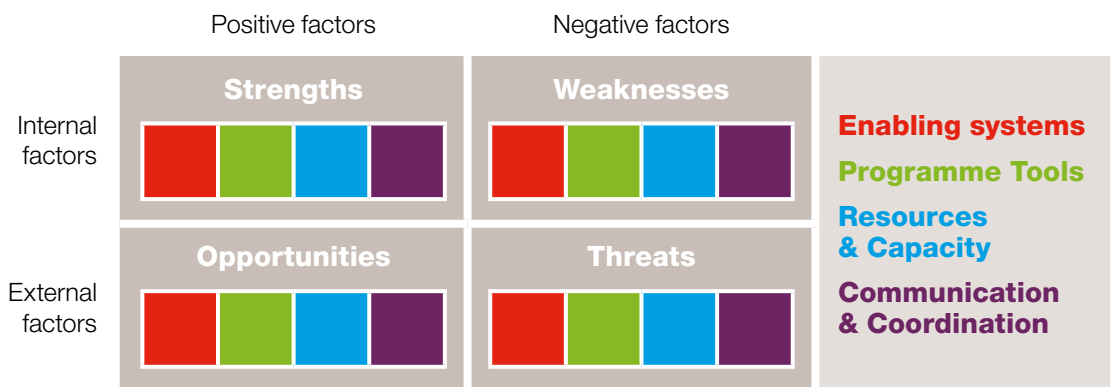 Positive factors
Negative factors
Internal
factors
Strengths
Weaknesses
External
factors
Opportunities
Threats
Enabling systems
Programme Tools
Resources
& Capacity
Communication
& Coordination